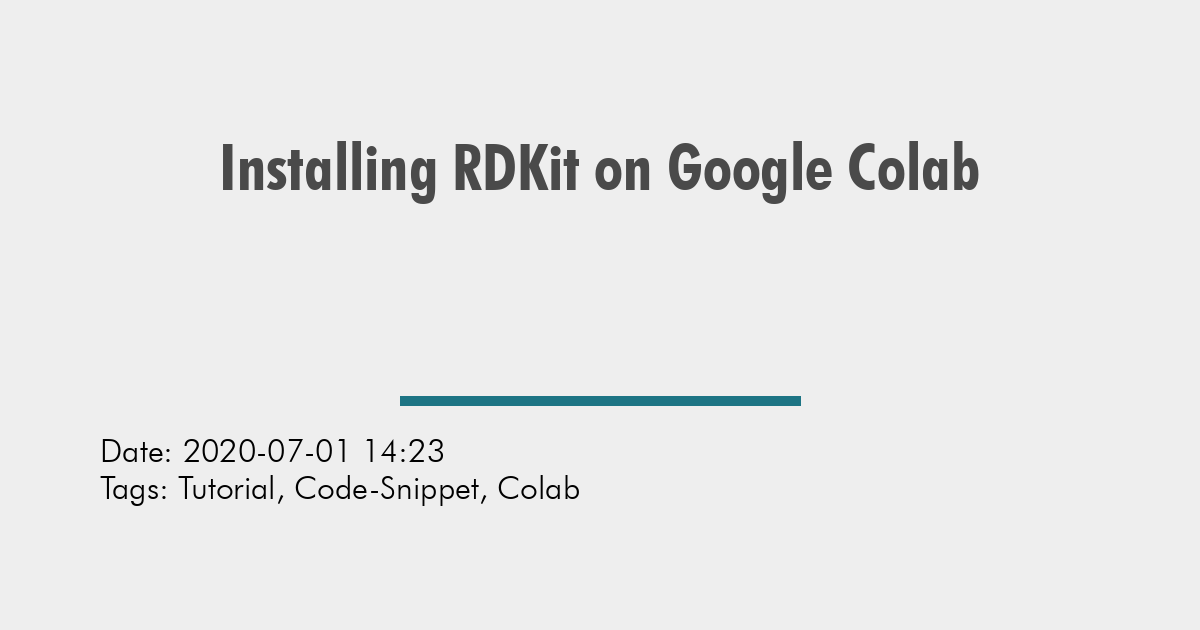 Installing RDKit on Google Colab
Date: 2020-07-01 14:23
Tags: Tutorial, Code-Snippet, Colab